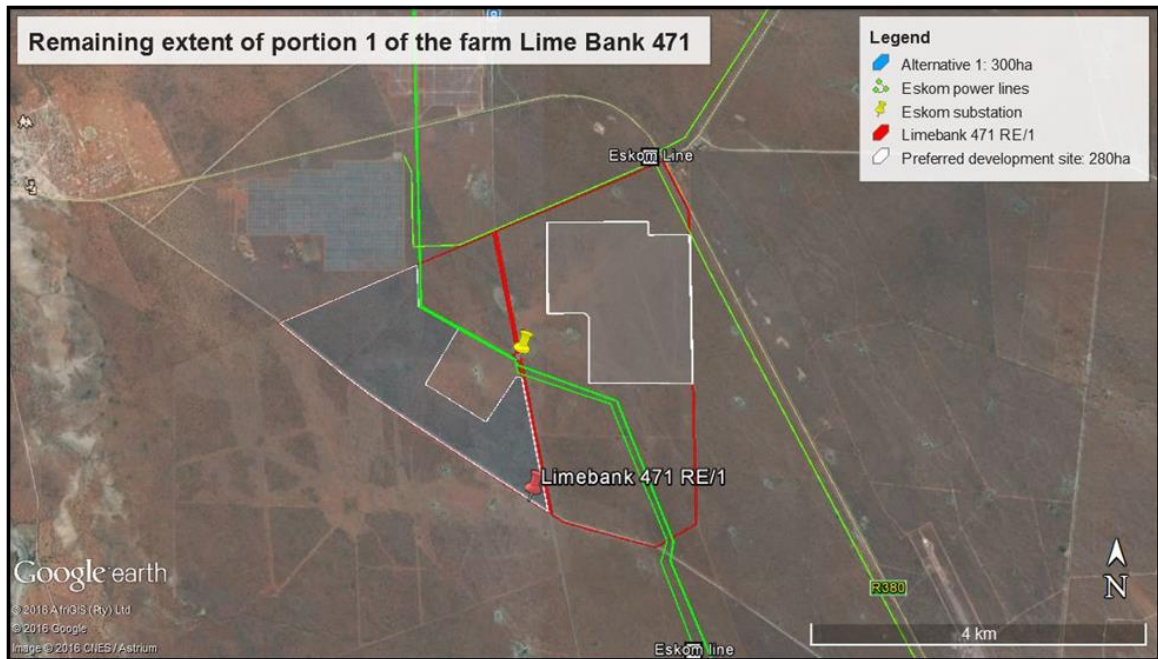 Remaining extent of portion 1 of the farm Lime Bank 471
Legend
Alternative 1: 300ha
Eskom power lines
Eskom substation
Limebank 471 RE/1
Preferred development site: 280ha
Eskom Line
Limebank 471 RE/1
R380
N
Google earth
© 2016 AfriGIS (Pty) Ltd
© 2016 Google
Image © 2016 CNES / Astrium
4 km
Eskom line